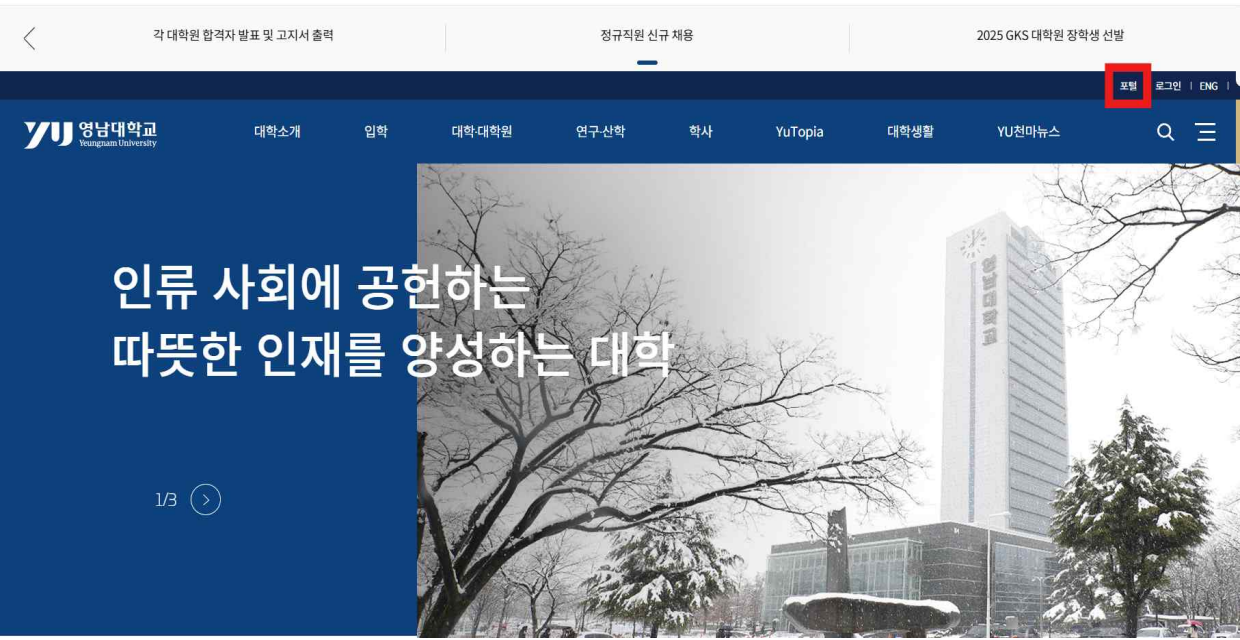 각 대학원 합격자 발표 및 고지서 출력
정규직원 신규 채용
2025 GKS 대학원 장학생 선발
포털 로그인 | ENG |
YU 영남대학교
Yeungnam University
대학소개 입학 대학·대학원 연구·산학 학사 YuTopia 대학생활 YU천마뉴스
인류 사회에 공헌하는
따뜻한 인재를 양성하는 대학
영남대학교
1/3